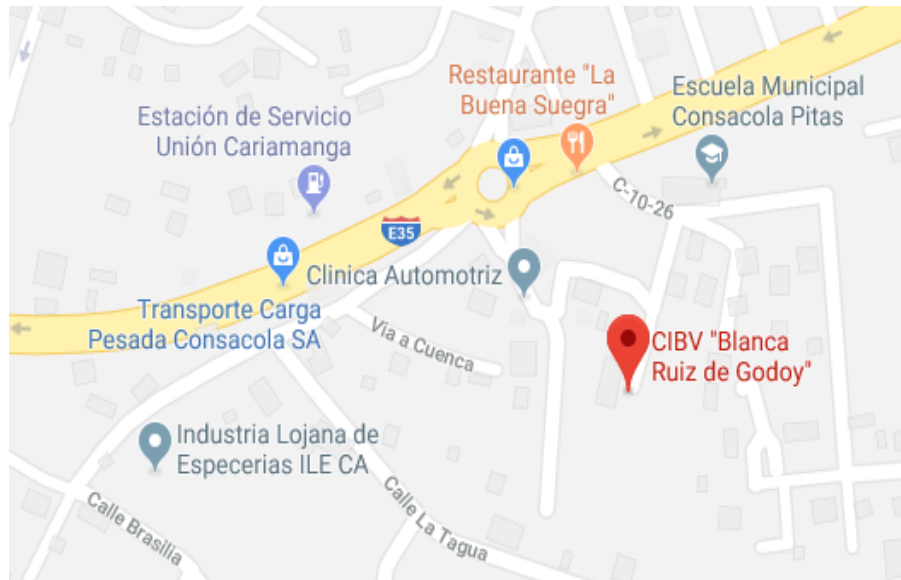 Restaurante "La
Buena Suegra"
Escuela Municipal
Consacola Pitas
Estación de Servicio
Unión Cariamanga
C-10-26
E35
Clinica Automotriz
Transporte Carga
Pesada Consacola SA
Via a Cuenca
CIBV "Blanca
Ruiz de Godoy"
Industria Lojana de
Especerias ILE CA
Calle Brasilia
Calle La Tagua